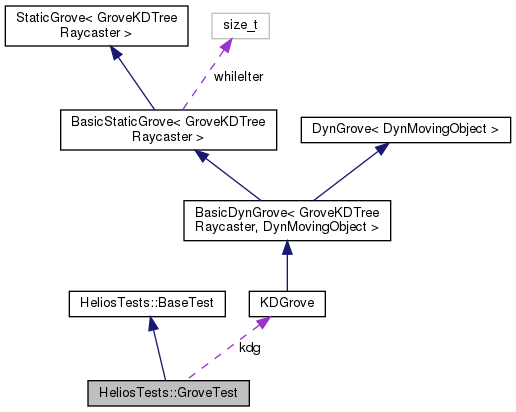 StaticGrove< GroveKDTree
Raycaster >
size_t
whileIter
BasicStaticGrove< GroveKDTree
Raycaster >
DynGrove< DynMovingObject >
BasicDynGrove< GroveKDTree
Raycaster, DynMovingObject >
HeliosTests::BaseTest
KDGrove
kdg
HeliosTests::GroveTest